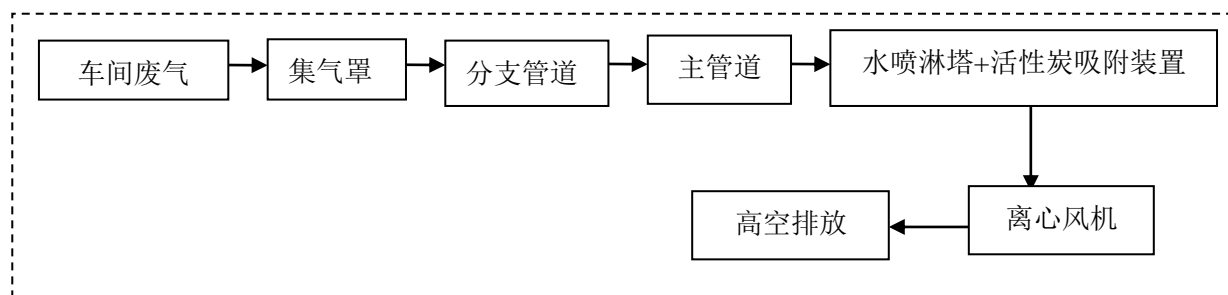 车间废气
集气罩
分支管道
主管道
水喷淋塔+活性炭吸附装置
离心风机
高空排放